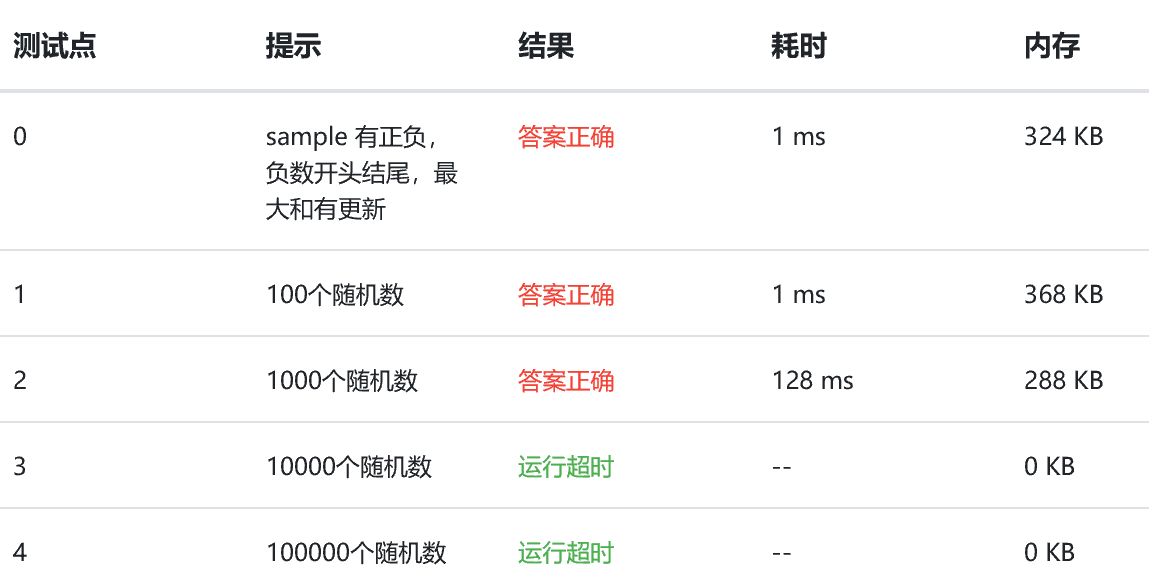 测试点 提示 结果 耗时 内存
0 sample 有正负， 答案正确 1 ms 324 KB
负数开头结尾，最
大和有更新
1 100个随机数 答案正确 1 ms 368 KB
2 1000个随机数 答案正确 128 ms 288 KB
3 10000个随机数 运行超时 -- 0 KB
4 100000个随机数 运行超时 -- 0 KB